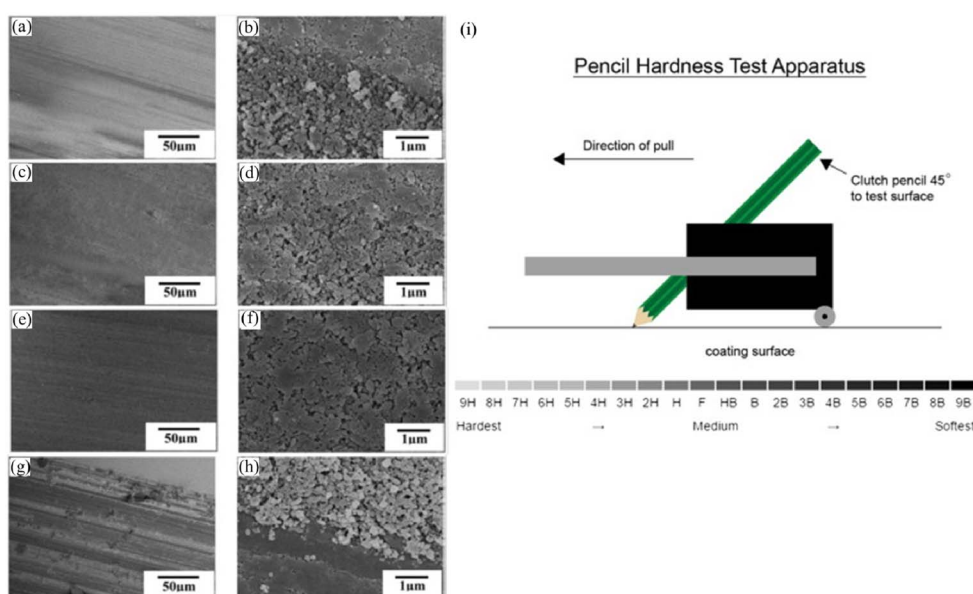 (a)
50μm
(b)
1μm
(c)
50μm
(d)
1μm
(e)
50μm
(f)
1μm
(g)
50μm
(h)
1μm
(i)
Pencil Hardness Test Apparatus
Direction of pull
Clutch pencil 45°
to test surface
coating surface
9H 8H 7H 6H 5H 4H 3H 2H H F HB B 2B 3B 4B 5B 6B 7B 8B 9B
Hardest → Medium → Softest